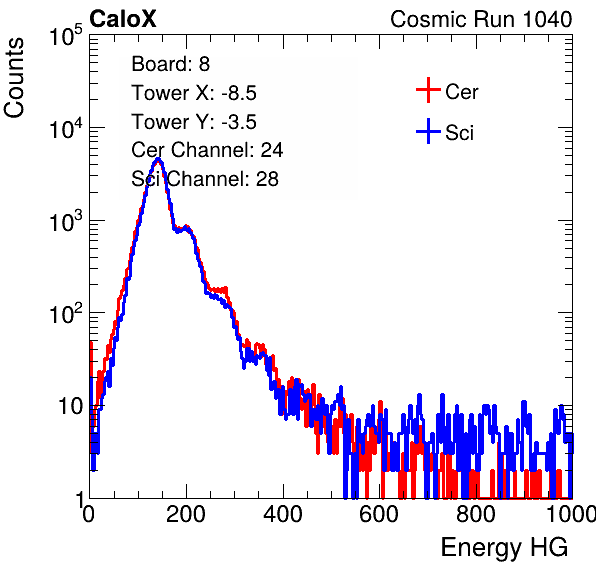 CaloX Cosmic Run 1040
Counts
10^5
10^4
10^3
10^2
10
1
Board: 8
Tower X: -8.5
Tower Y: -3.5
Cer Channel: 24
Sci Channel: 28
Cer
Sci
0 200 400 600 800 1000
Energy HG